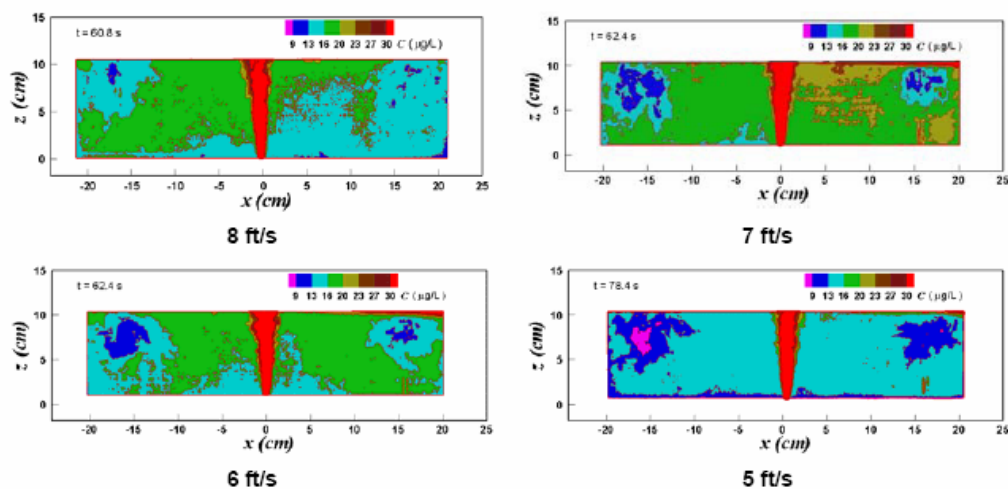 t = 60.8 s
9 13 16 20 23 27 30 C (µg/L)
15
10
5
0
z (cm)
-20 -15 -10 -5 0 5 10 15 20 25
x (cm)
8 ft/s
t = 62.4 s
9 13 16 20 23 27 30 C (µg/L)
15
10
5
0
z (cm)
-20 -15 -10 -5 0 5 10 15 20 25
x (cm)
7 ft/s
t = 62.4 s
9 13 16 20 23 27 30 C (µg/L)
15
10
5
0
z (cm)
-20 -15 -10 -5 0 5 10 15 20 25
x (cm)
6 ft/s
t = 78.4 s
9 13 16 20 23 27 30 C (µg/L)
15
10
5
0
z (cm)
-20 -15 -10 -5 0 5 10 15 20 25
x (cm)
5 ft/s